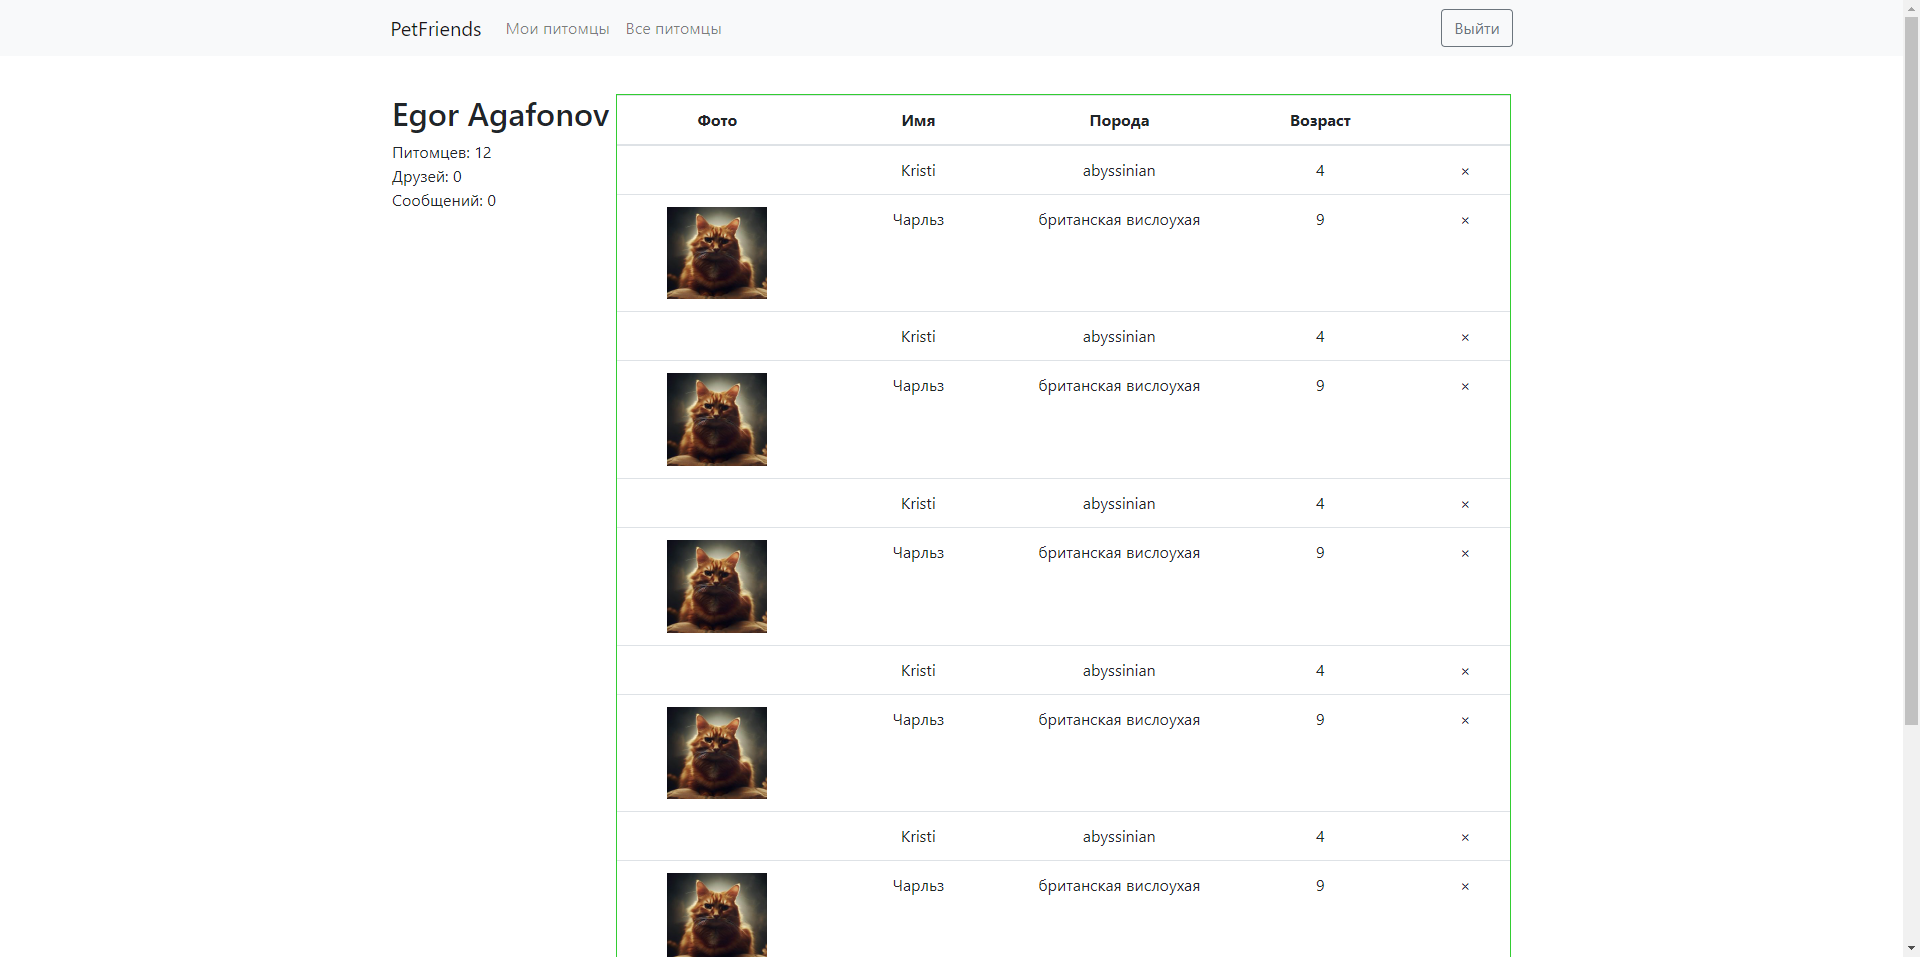 PetFriends Мои питомцы Все питомцы Выйти
Egor Agafonov
Питомцев: 12
Друзей: 0
Сообщений: 0
Фото Имя Порода Возраст
Kristi abyssinian 4 ×
Чарльз британская вислоухая 9 ×
Kristi abyssinian 4 ×
Чарльз британская вислоухая 9 ×
Kristi abyssinian 4 ×
Чарльз британская вислоухая 9 ×
Kristi abyssinian 4 ×
Чарльз британская вислоухая 9 ×
Kristi abyssinian 4 ×
Чарльз британская вислоухая 9 ×